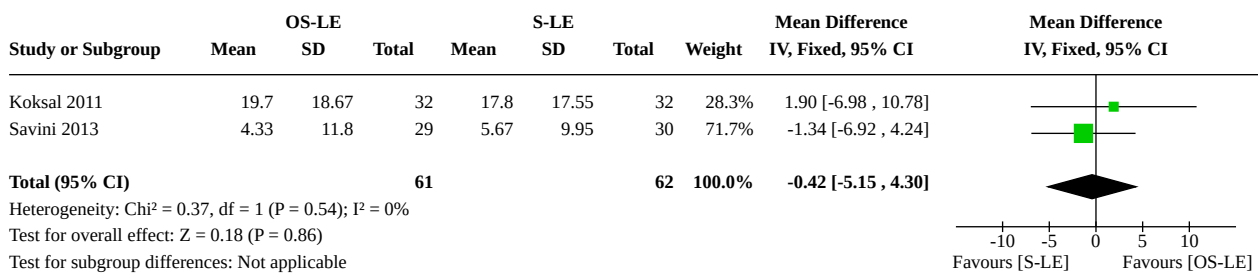 OS-LE S-LE Mean Difference Mean Difference
Study or Subgroup Mean SD Total Mean SD Total Weight IV, Fixed, 95% CI IV, Fixed, 95% CI
Koksal 2011 19.7 18.67 32 17.8 17.55 32 28.3% 1.90 [-6.98 , 10.78]
Savini 2013 4.33 11.8 29 5.67 9.95 30 71.7% -1.34 [-6.92 , 4.24]
Total (95% CI) 61 62 100.0% -0.42 [-5.15 , 4.30]
Heterogeneity: Chi² = 0.37, df = 1 (P = 0.54); I² = 0%
Test for overall effect: Z = 0.18 (P = 0.86) -10 -5 0 5 10
Test for subgroup differences: Not applicable Favours [S-LE] Favours [OS-LE]